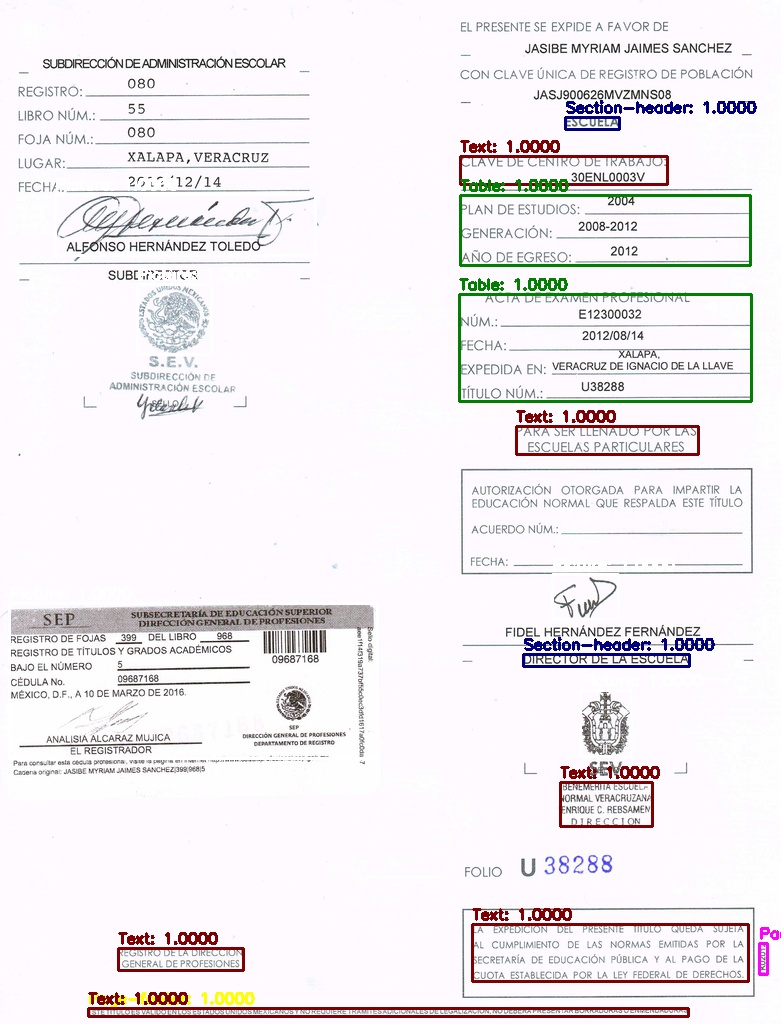 SUBDIRECCIÓN DE ADMINISTRACIÓN ESCOLAR
REGISTRO: 080
LIBRO NÚM.: 55
FOJA NÚM.: 080
LUGAR: XALAPA,VERACRUZ
FECHA: 2012/12/14
ALFONSO HERNÁNDEZ TOLEDO
SUBDIRECTOR
ESTADOS UNIDOS MEXICANOS
S.E.V.
SUBDIRECCIÓN DE
ADMINISTRACIÓN ESCOLAR
SEP
SUBSECRETARÍA DE EDUCACIÓN SUPERIOR
DIRECCIÓN GENERAL DE PROFESIONES
REGISTRO DE FOJAS 399 DEL LIBRO 968
REGISTRO DE TÍTULOS Y GRADOS ACADÉMICOS
BAJO EL NÚMERO 5
CÉDULA No. 09687168
MÉXICO, D.F., A 10 DE MARZO DE 2016.
09687168
ANALISIA ALCARAZ MUJICA
EL REGISTRADOR
SEP
DIRECCIÓN GENERAL DE PROFESIONES
DEPARTAMENTO DE REGISTRO
Sello digital:
Para consultar esta cédula profesional, visite la página en internet
Cadena original: JASIBE MYRIAM JAIMES SANCHEZ|399|968|5
Text: 1.0000
REGISTRO DE LA DIRECCIÓN
GENERAL DE PROFESIONES
EL PRESENTE SE EXPIDE A FAVOR DE
JASIBE MYRIAM JAIMES SANCHEZ
CON CLAVE ÚNICA DE REGISTRO DE POBLACIÓN
JASJ900626MVZMNS08
Section-header: 1.0000
ESCUELA
Text: 1.0000
CLAVE DE CENTRO DE TRABAJO:
30ENL0003V
Table: 1.0000
PLAN DE ESTUDIOS: 2004
GENERACIÓN: 2008-2012
AÑO DE EGRESO: 2012
Table: 1.0000
ACTA DE EXAMEN PROFESIONAL
NÚM.: E12300032
FECHA: 2012/08/14
XALAPA,
EXPEDIDA EN: VERACRUZ DE IGNACIO DE LA LLAVE
TÍTULO NÚM.: U38288
Text: 1.0000
PARA SER LLENADO POR LAS
ESCUELAS PARTICULARES
AUTORIZACIÓN OTORGADA PARA IMPARTIR LA
EDUCACIÓN NORMAL QUE RESPALDA ESTE TÍTULO
ACUERDO NÚM.:
FECHA:
FIDEL HERNÁNDEZ FERNÁNDEZ
Section-header: 1.0000
DIRECTOR DE LA ESCUELA
SEV
Text: 1.0000
BENEMÉRITA ESCUELA
NORMAL VERACRUZANA
ENRIQUE C. REBSAMEN
DIRECCION
FOLIO U 38288
Text: 1.0000
LA EXPEDICIÓN DEL PRESENTE TÍTULO QUEDA SUJETA
AL CUMPLIMIENTO DE LAS NORMAS EMITIDAS POR LA
SECRETARÍA DE EDUCACIÓN PÚBLICA Y AL PAGO DE LA
CUOTA ESTABLECIDA POR LA LEY FEDERAL DE DERECHOS.
Text: 1.0000 1.0000
ESTE TÍTULO ES VÁLIDO EN LOS ESTADOS UNIDOS MEXICANOS Y NO REQUIERE TRÁMITES ADICIONALES DE LEGALIZACIÓN, NO DEBERÁ PRESENTAR BORRADURAS O ENMENDADURAS